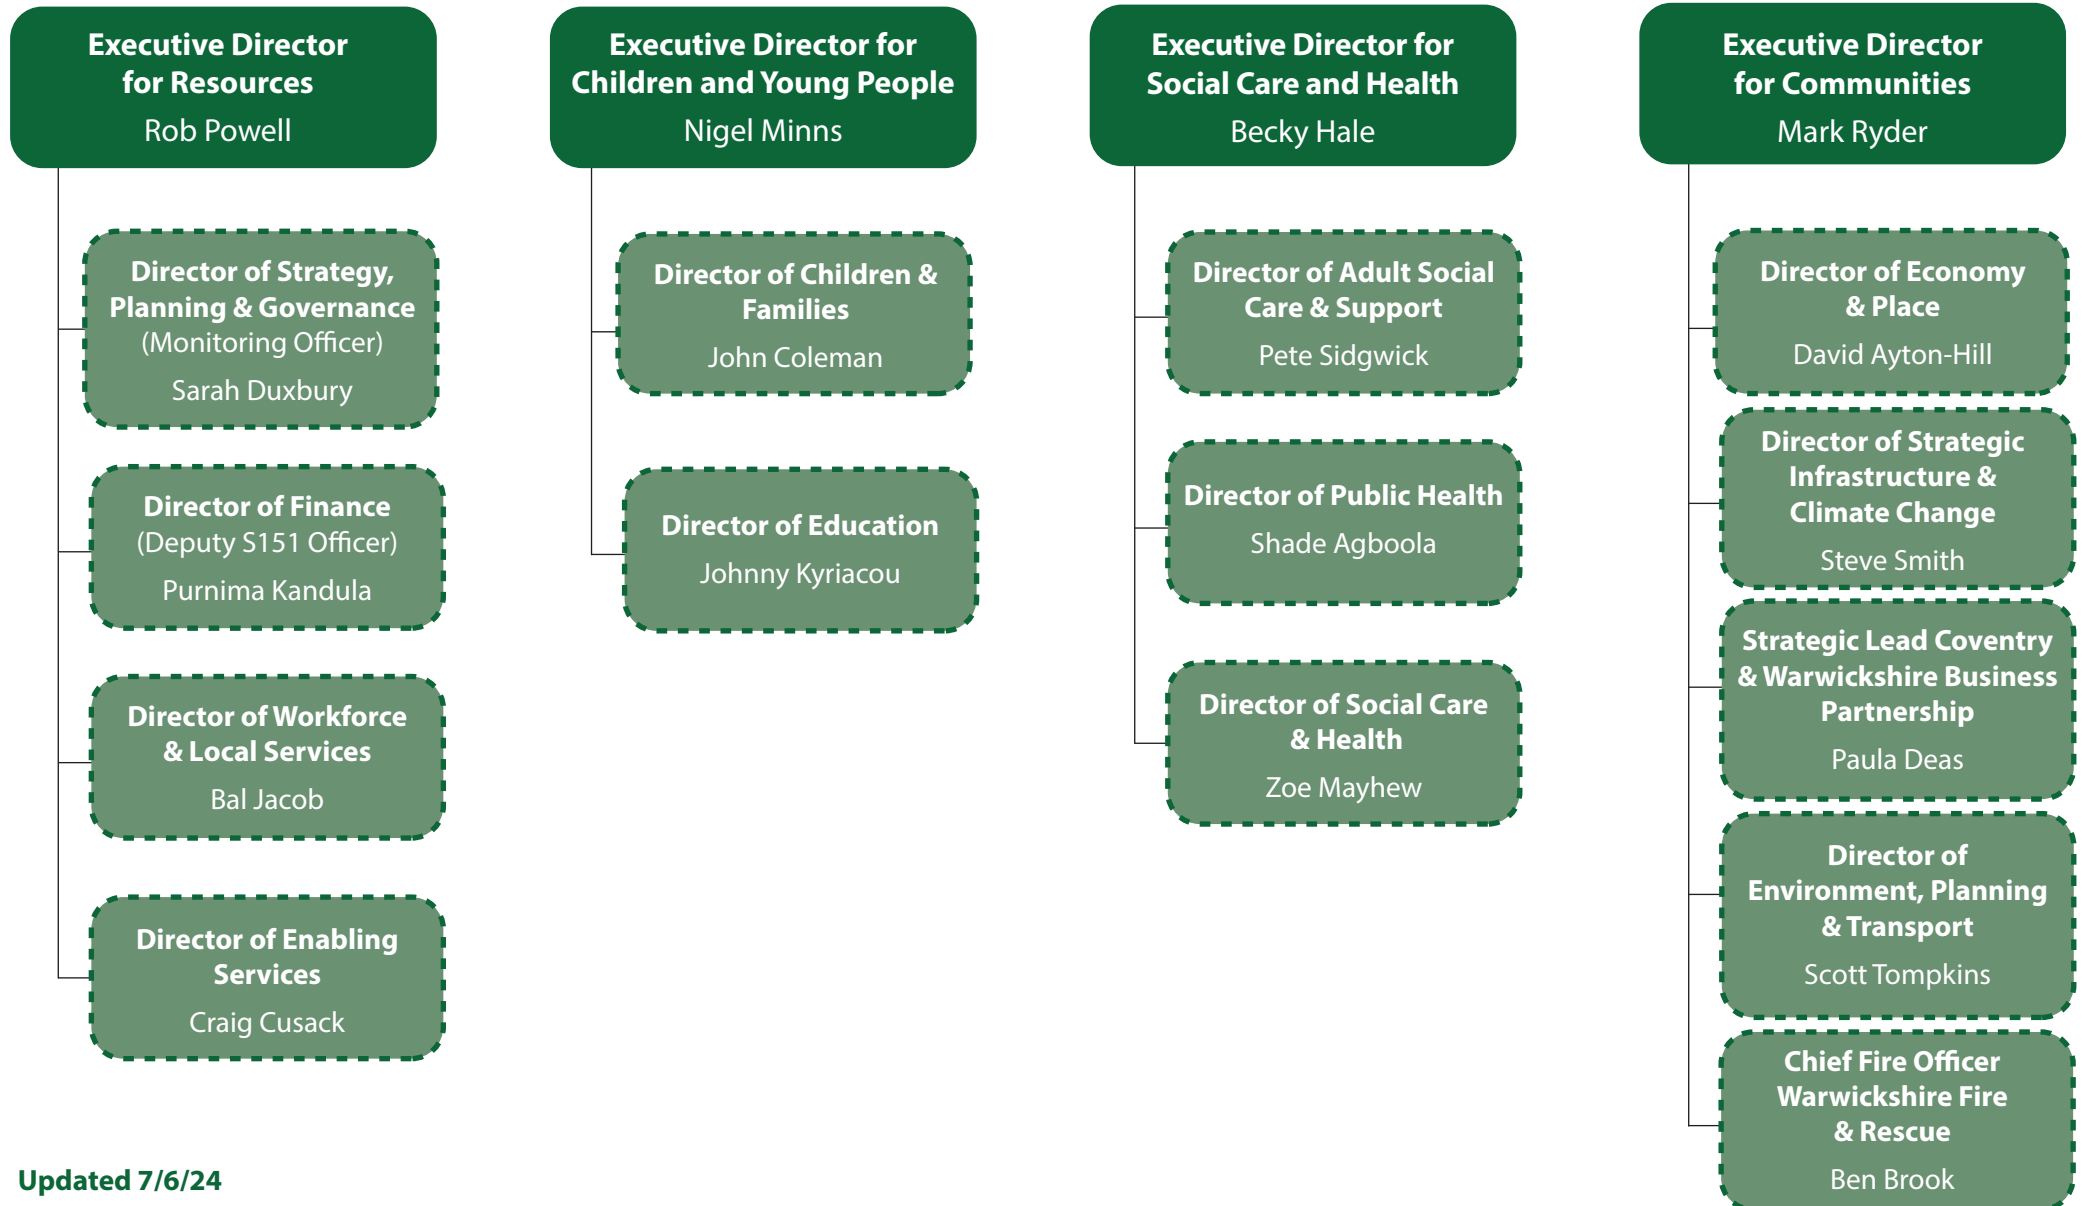 Executive Director
for Resources
Rob Powell
Director of Strategy,
Planning & Governance
(Monitoring Officer)
Sarah Duxbury
Director of Finance
(Deputy S151 Officer)
Purnima Kandula
Director of Workforce
& Local Services
Bal Jacob
Director of Enabling
Services
Craig Cusack
Executive Director for
Children and Young People
Nigel Minns
Director of Children &
Families
John Coleman
Director of Education
Johnny Kyriacou
Executive Director for
Social Care and Health
Becky Hale
Director of Adult Social
Care & Support
Pete Sidgwick
Director of Public Health
Shade Agboola
Director of Social Care
& Health
Zoe Mayhew
Executive Director
for Communities
Mark Ryder
Director of Economy
& Place
David Ayton-Hill
Director of Strategic
Infrastructure &
Climate Change
Steve Smith
Strategic Lead Coventry
& Warwickshire Business
Partnership
Paula Deas
Director of
Environment, Planning
& Transport
Scott Tompkins
Chief Fire Officer
Warwickshire Fire
& Rescue
Ben Brook
Updated 7/6/24